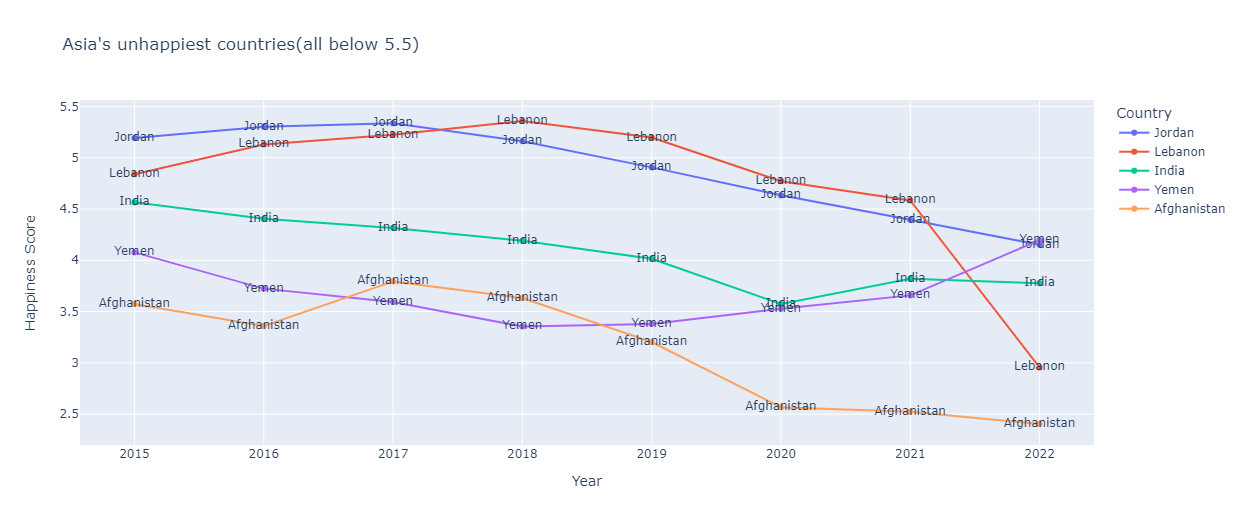 Asia's unhappiest countries(all below 5.5)
Country
Jordan
Lebanon
India
Yemen
Afghanistan
Happiness Score
5.5
5
4.5
4
3.5
3
2.5
Jordan
Jordan
Jordan
Jordan
Jordan
Jordan
Jordan
Jordan
Lebanon
Lebanon
Lebanon
Lebanon
Lebanon
Lebanon
Lebanon
Lebanon
India
India
India
India
India
India
India
India
Yemen
Yemen
Yemen
Yemen
Yemen
Yemen
Yemen
Yemen
Afghanistan
Afghanistan
Afghanistan
Afghanistan
Afghanistan
Afghanistan
Afghanistan
Afghanistan
2015 2016 2017 2018 2019 2020 2021 2022
Year